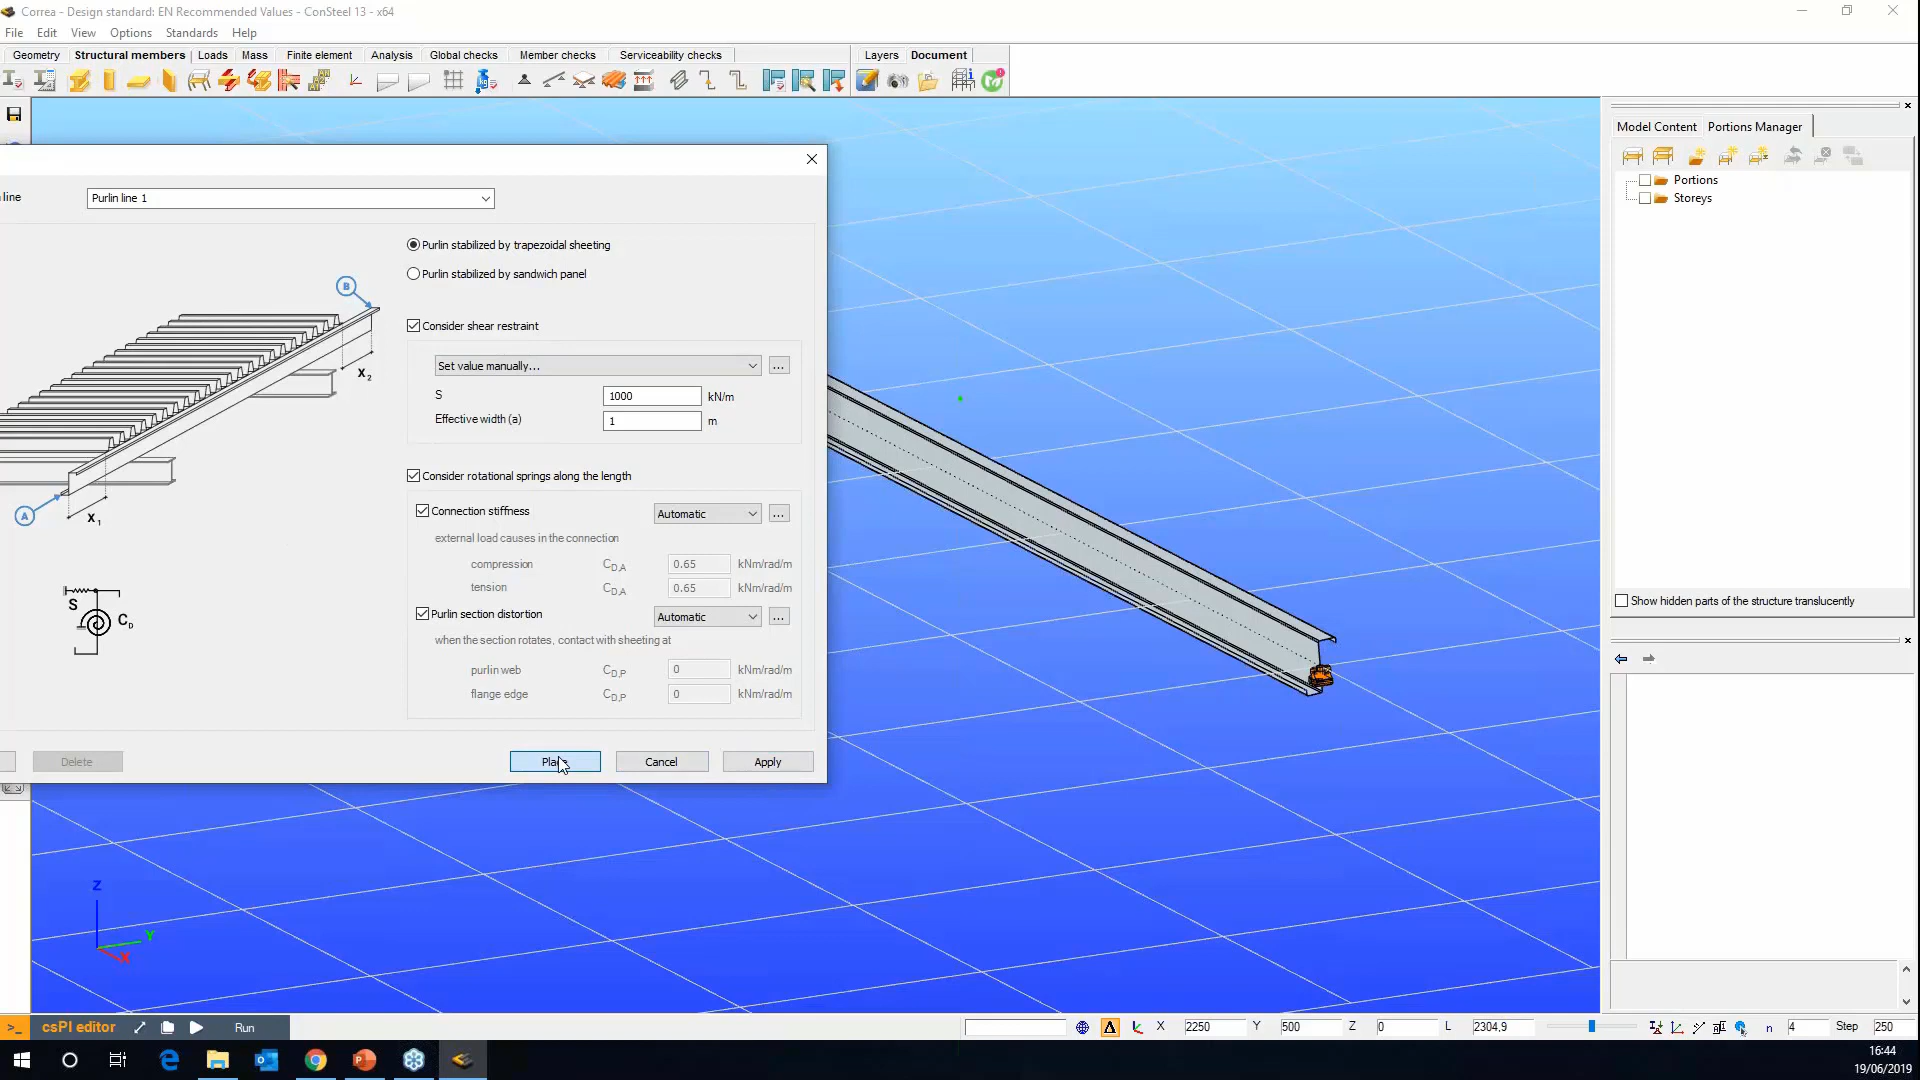 Correa - Design standard: EN Recommended Values - ConSteel 13 - x64
File Edit View Options Standards Help
Geometry Structural members Loads Mass Finite element Analysis Global checks Member checks Serviceability checks Layers Document
Model Content Portions Manager
Portions
Storeys
line
Purlin line 1
Purlin stabilized by trapezoidal sheeting
Purlin stabilized by sandwich panel
B
Consider shear restraint
Set value manually... ...
X2
S 1000 kN/m
Effective width (a) 1 m
Consider rotational springs along the length
A
X1
Connection stiffness Automatic ...
external load causes in the connection
compression CD,A 0.65 kNm/rad/m
tension CD,A 0.65 kNm/rad/m
S
CD
Purlin section distortion Automatic ...
when the section rotates, contact with sheeting at
purlin web CD,P 0 kNm/rad/m
flange edge CD,P 0 kNm/rad/m
Show hidden parts of the structure translucently
Delete Cancel Apply
Z
Y
X
>_ csPI editor Run
X 2250 Y 500 Z 0 L 2304,9 n 4 Step 250
16:44
19/06/2019